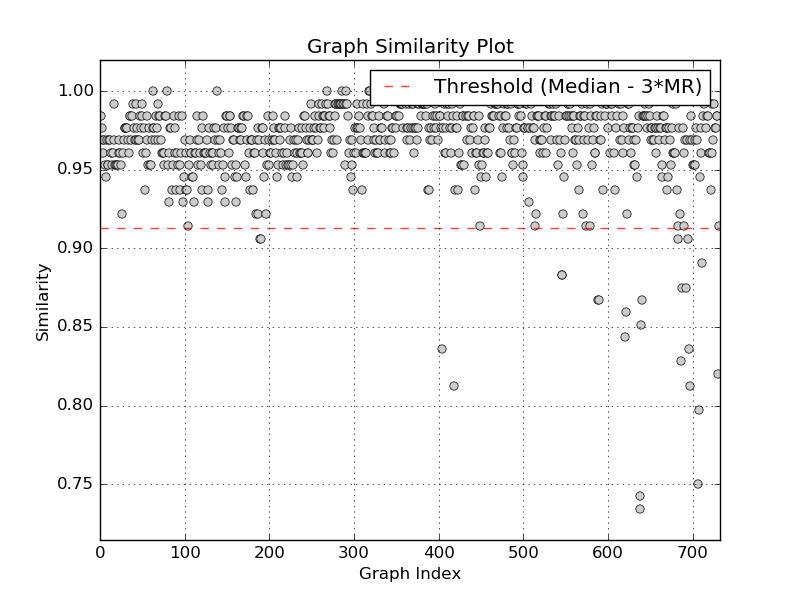 Graph Similarity Plot
Threshold (Median - 3*MR)
1.00
0.95
0.90
0.85
0.80
0.75
Similarity
0 100 200 300 400 500 600 700
Graph Index